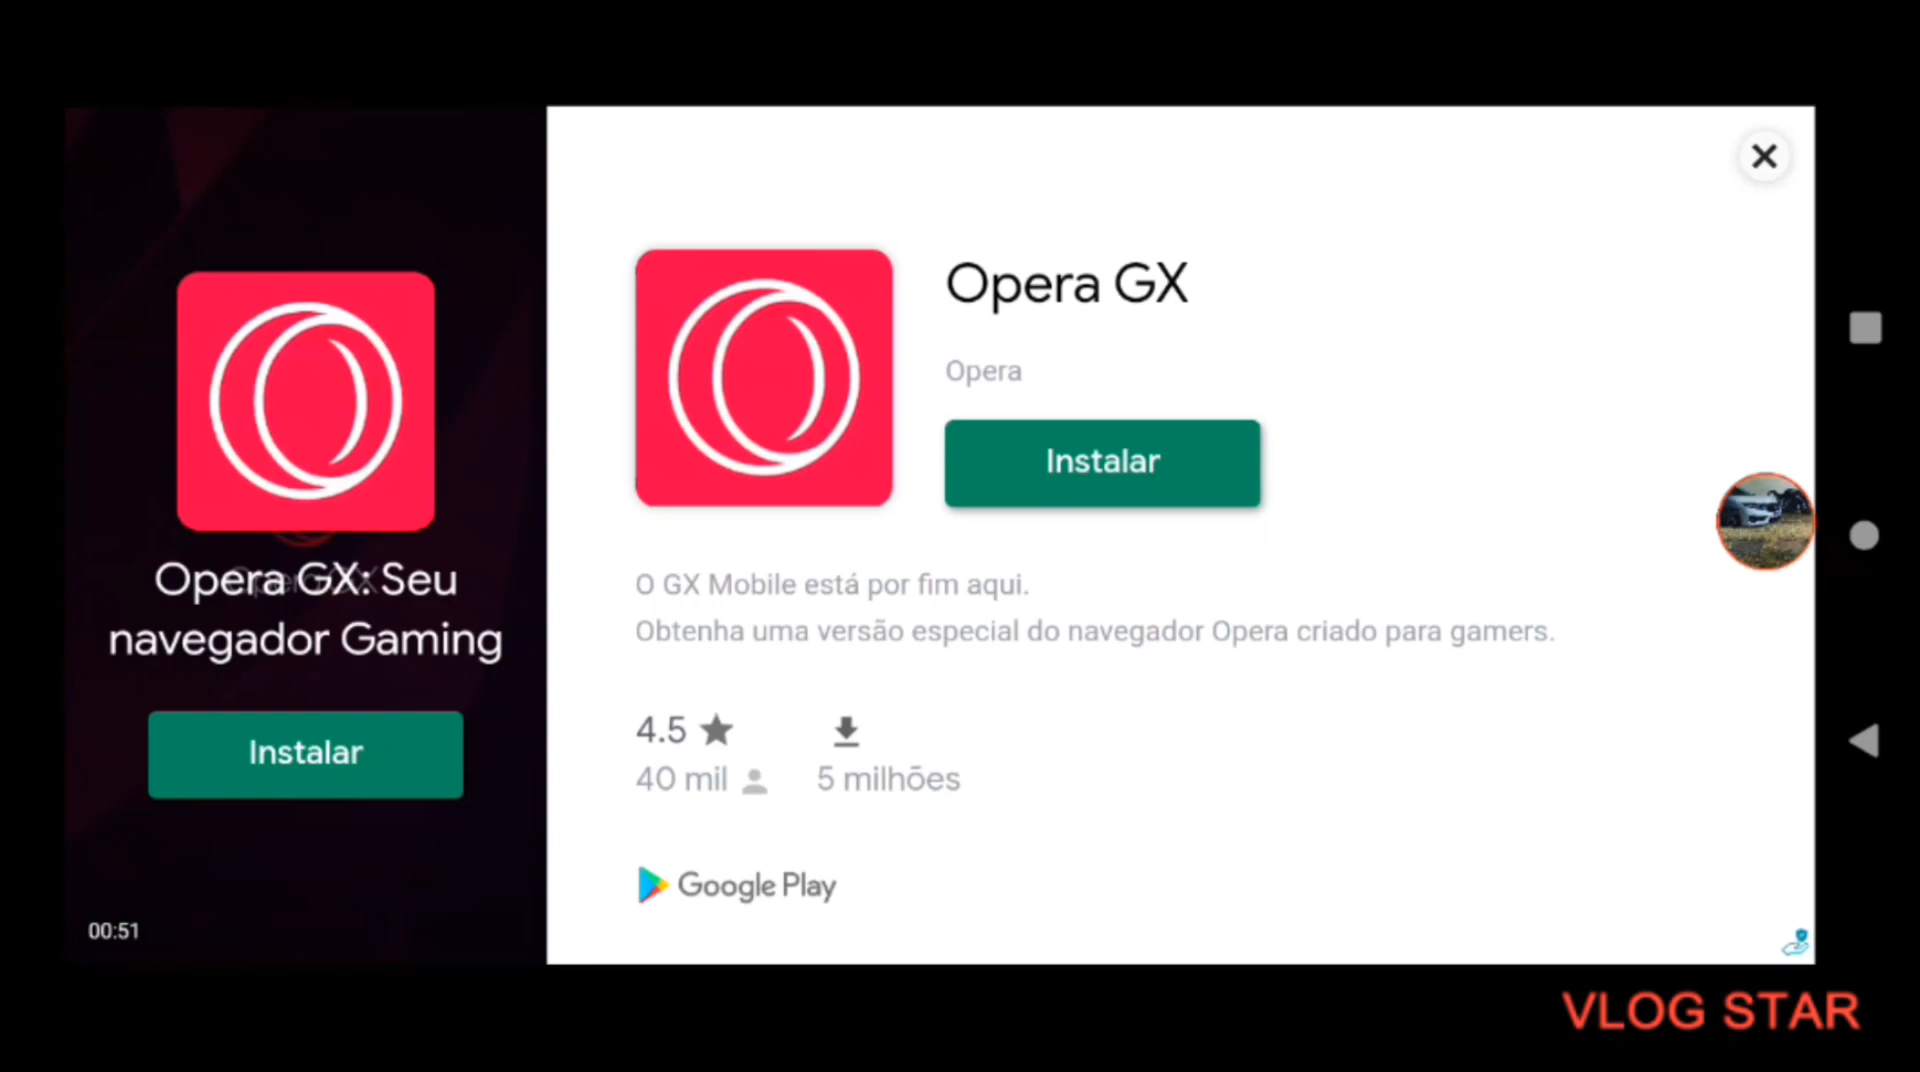 Opera GX: Seu
navegador Gaming
Instalar
00:51
Opera GX
Opera
Instalar
O GX Mobile está por fim aqui.
Obtenha uma versão especial do navegador Opera criado para gamers.
4.5
40 mil
5 milhões
Google Play
VLOG STAR